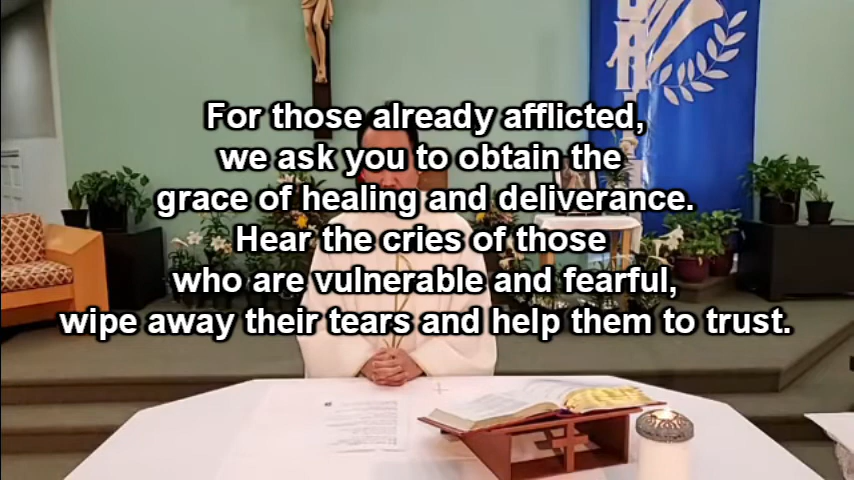 For those already afflicted,
we ask you to obtain the
grace of healing and deliverance.
Hear the cries of those
who are vulnerable and fearful,
wipe away their tears and help them to trust.